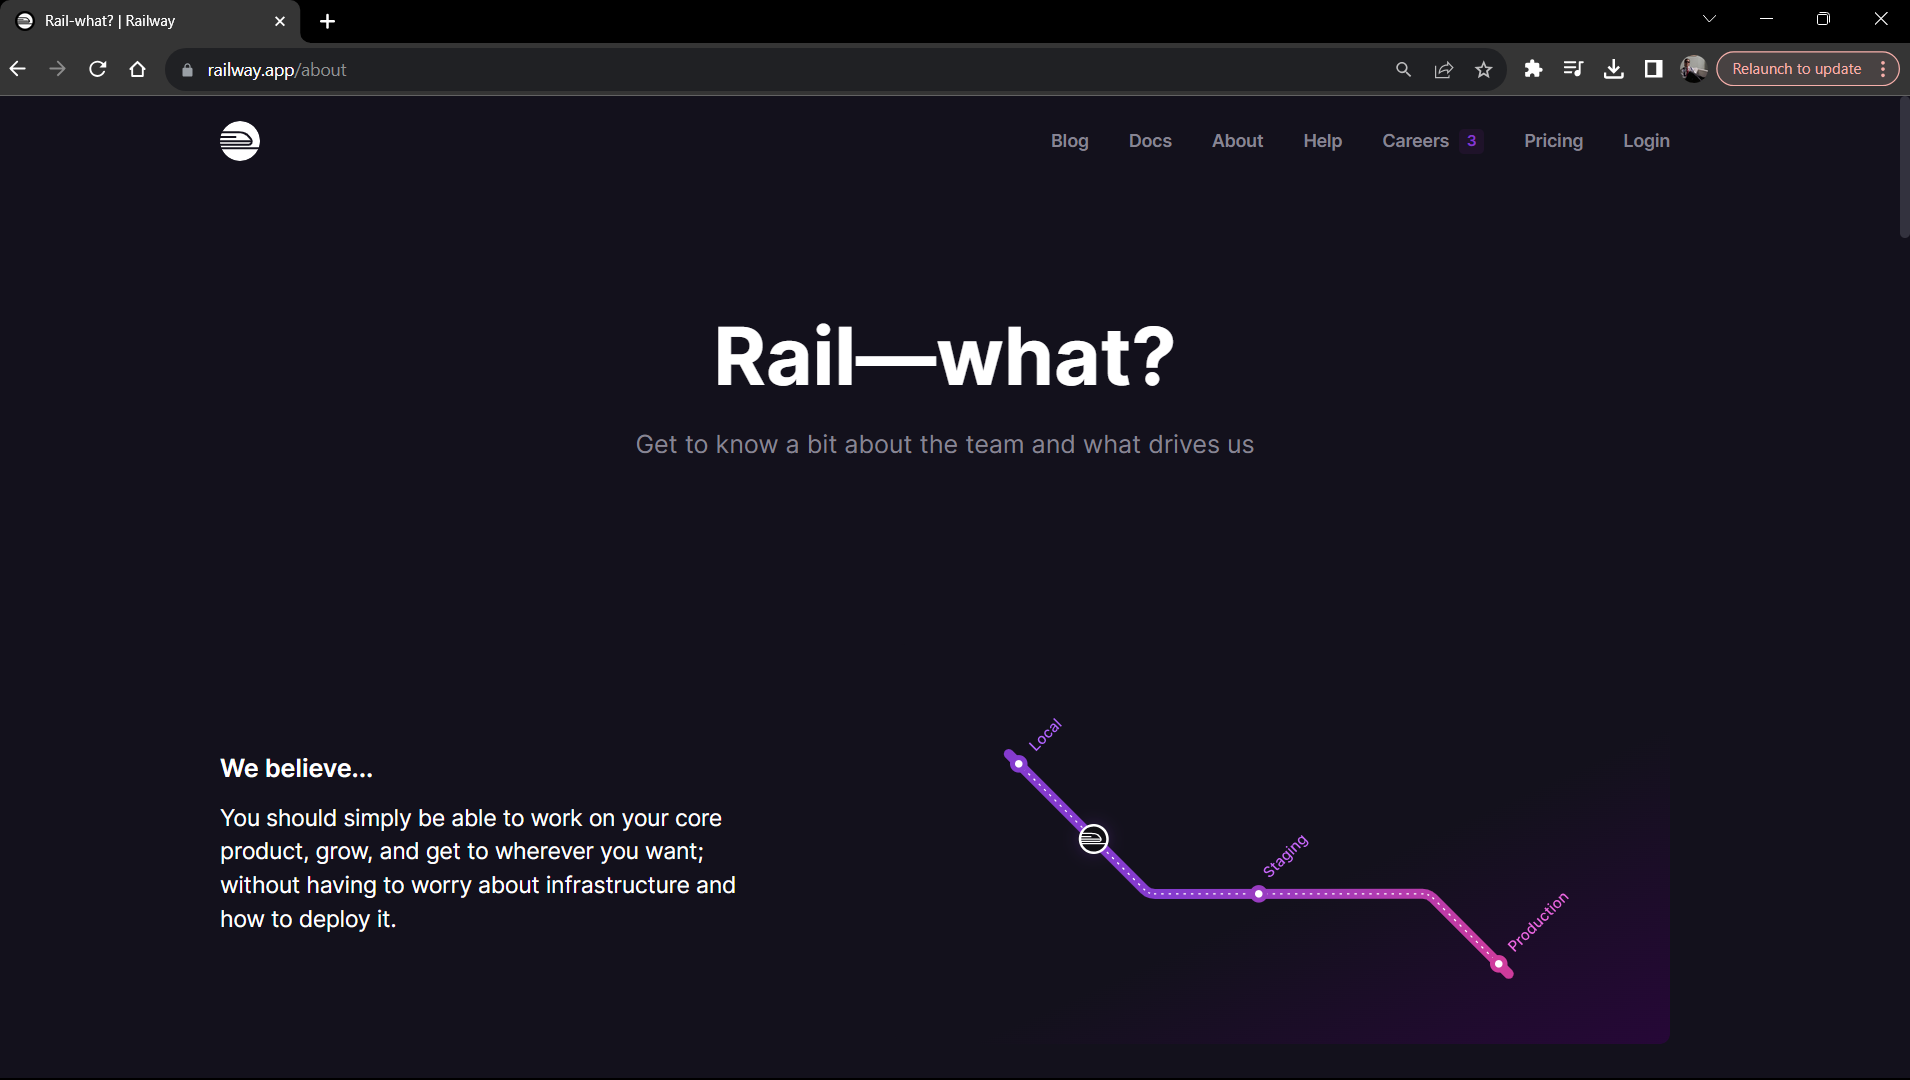 Rail-what? | Railway
railway.app/about
Relaunch to update
Blog Docs About Help Careers 3 Pricing Login
Rail—what?
Get to know a bit about the team and what drives us
We believe...
You should simply be able to work on your core
product, grow, and get to wherever you want;
without having to worry about infrastructure and
how to deploy it.
Local
Staging
Production